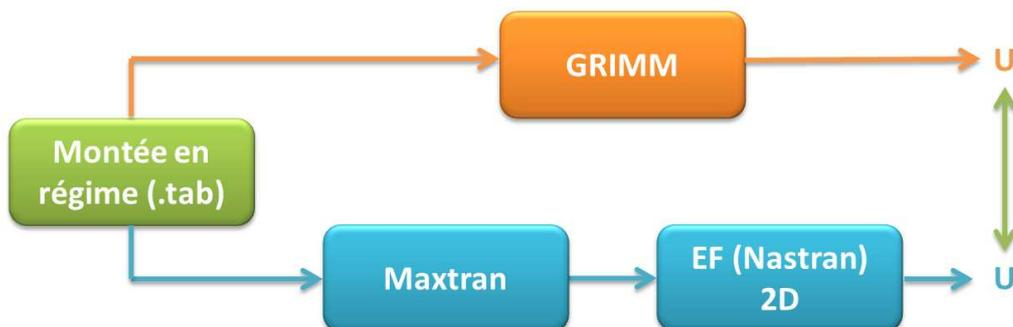 GRIMM
U
Montée en
régime (.tab)
Maxtran
EF (Nastran)
2D
U